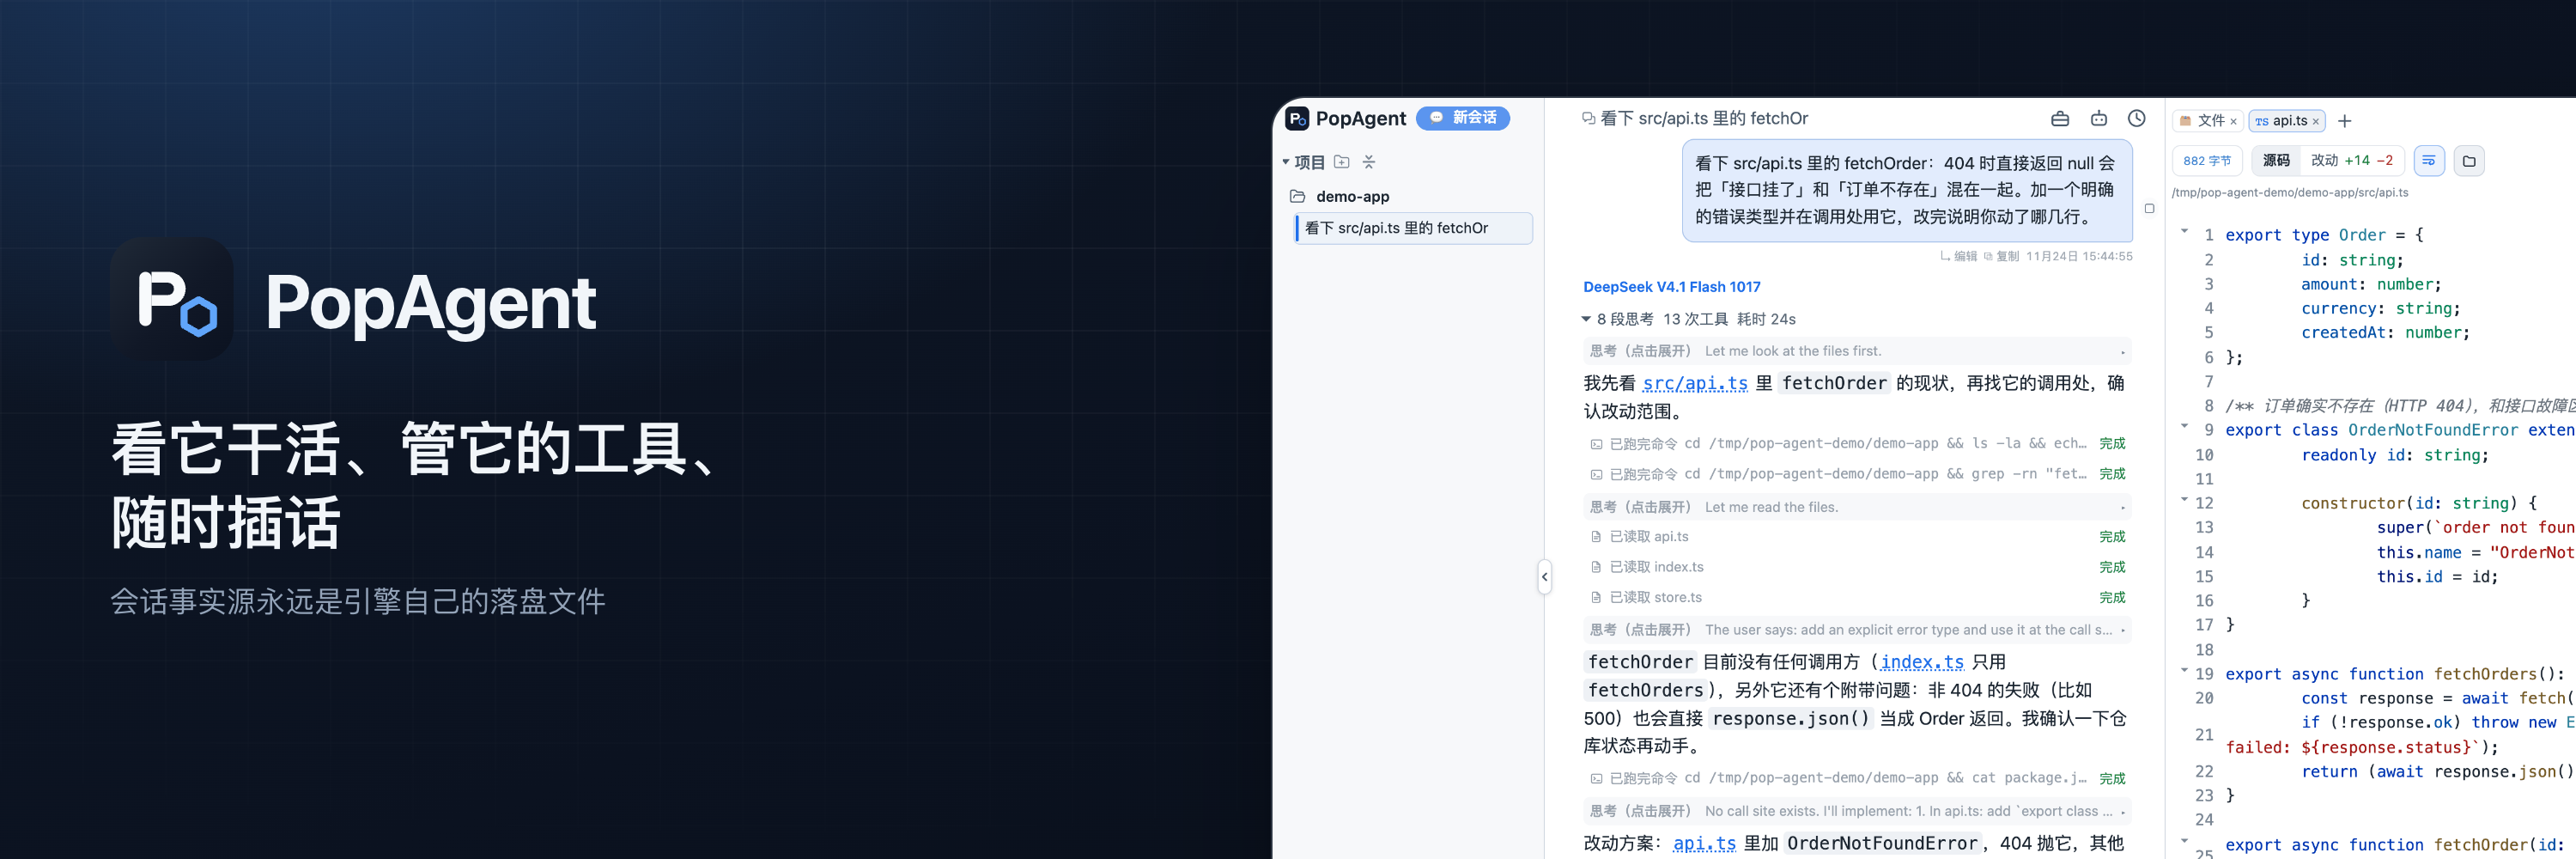 PopAgent
看它干活、管它的工具、
随时插话
会话事实源永远是引擎自己的落盘文件
PopAgent
新会话
项目
demo-app
看下 src/api.ts 里的 fetchOr
看下 src/api.ts 里的 fetchOr
看下 src/api.ts 里的 fetchOrder：404 时直接返回 null 会
把「接口挂了」和「订单不存在」混在一起。加一个明确
的错误类型并在调用处用它，改完说明你动了哪几行。
编辑 复制 11月24日 15:44:55
DeepSeek V4.1 Flash 1017
8 段思考 13 次工具 耗时 24s
思考（点击展开） Let me look at the files first.
我先看 src/api.ts 里 fetchOrder 的现状，再找它的调用处，确
认改动范围。
已跑完命令 cd /tmp/pop-agent-demo/demo-app && ls -la && ech… 完成
已跑完命令 cd /tmp/pop-agent-demo/demo-app && grep -rn "fet… 完成
思考（点击展开） Let me read the files.
已读取 api.ts 完成
已读取 index.ts 完成
已读取 store.ts 完成
思考（点击展开） The user says: add an explicit error type and use it at the call s…
fetchOrder 目前没有任何调用方（index.ts 只用
fetchOrders），另外它还有个附带问题：非 404 的失败（比如
500）也会直接 response.json() 当成 Order 返回。我确认一下仓
库状态再动手。
已跑完命令 cd /tmp/pop-agent-demo/demo-app && cat package.j… 完成
思考（点击展开） No call site exists. I'll implement: 1. In api.ts: add `export class …
改动方案：api.ts 里加 OrderNotFoundError，404 抛它，其他
文件 × TS api.ts × +
882 字节 源码 改动 +14 −2
/tmp/pop-agent-demo/demo-app/src/api.ts
1 export type Order = {
2 id: string;
3 amount: number;
4 currency: string;
5 createdAt: number;
6 };
7
8 /** 订单确实不存在（HTTP 404），和接口故障
9 export class OrderNotFoundError exten
10 readonly id: string;
11
12 constructor(id: string) {
13 super(`order not foun
14 this.name = "OrderNot
15 this.id = id;
16 }
17 }
18
19 export async function fetchOrders():
20 const response = await fetch(
21 if (!response.ok) throw new E
failed: ${response.status}`);
22 return (await response.json()
23 }
24
25 export async function fetchOrder(id: